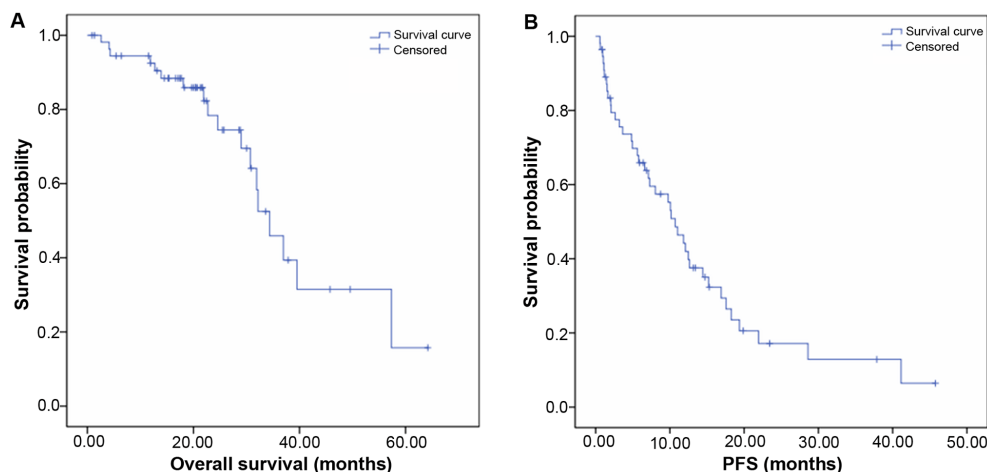 A
Survival curve
Censored
1.0
0.8
0.6
0.4
0.2
0.0
Survival probability
0.00 20.00 40.00 60.00
Overall survival (months)
B
Survival curve
Censored
1.0
0.8
0.6
0.4
0.2
0.0
Survival probability
0.00 10.00 20.00 30.00 40.00 50.00
PFS (months)